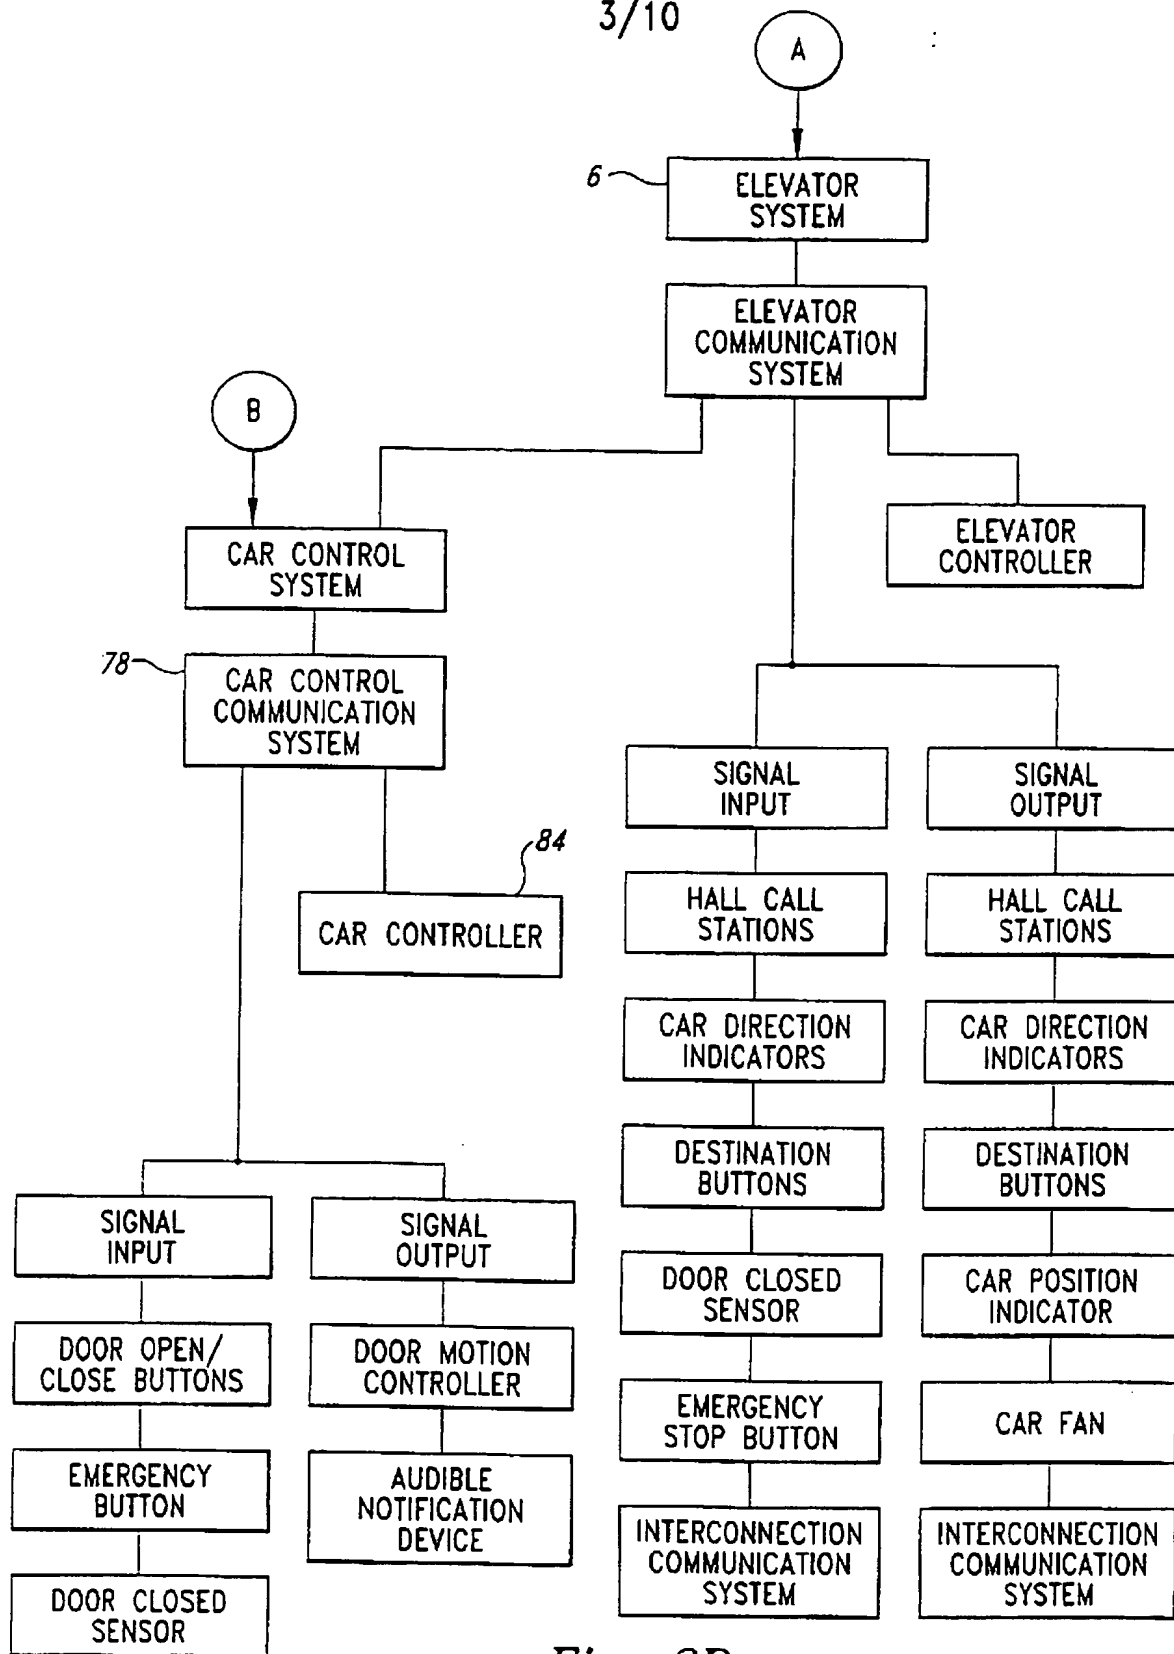 3/10
A
6
ELEVATOR
SYSTEM
ELEVATOR
COMMUNICATION
SYSTEM
B
CAR CONTROL
SYSTEM
ELEVATOR
CONTROLLER
78
CAR CONTROL
COMMUNICATION
SYSTEM
84
CAR CONTROLLER
SIGNAL
INPUT
DOOR OPEN/
CLOSE BUTTONS
EMERGENCY
BUTTON
DOOR CLOSED
SENSOR
SIGNAL
OUTPUT
DOOR MOTION
CONTROLLER
AUDIBLE
NOTIFICATION
DEVICE
SIGNAL
INPUT
HALL CALL
STATIONS
CAR DIRECTION
INDICATORS
DESTINATION
BUTTONS
DOOR CLOSED
SENSOR
EMERGENCY
STOP BUTTON
INTERCONNECTION
COMMUNICATION
SYSTEM
SIGNAL
OUTPUT
HALL CALL
STATIONS
CAR DIRECTION
INDICATORS
DESTINATION
BUTTONS
CAR POSITION
INDICATOR
CAR FAN
INTERCONNECTION
COMMUNICATION
SYSTEM